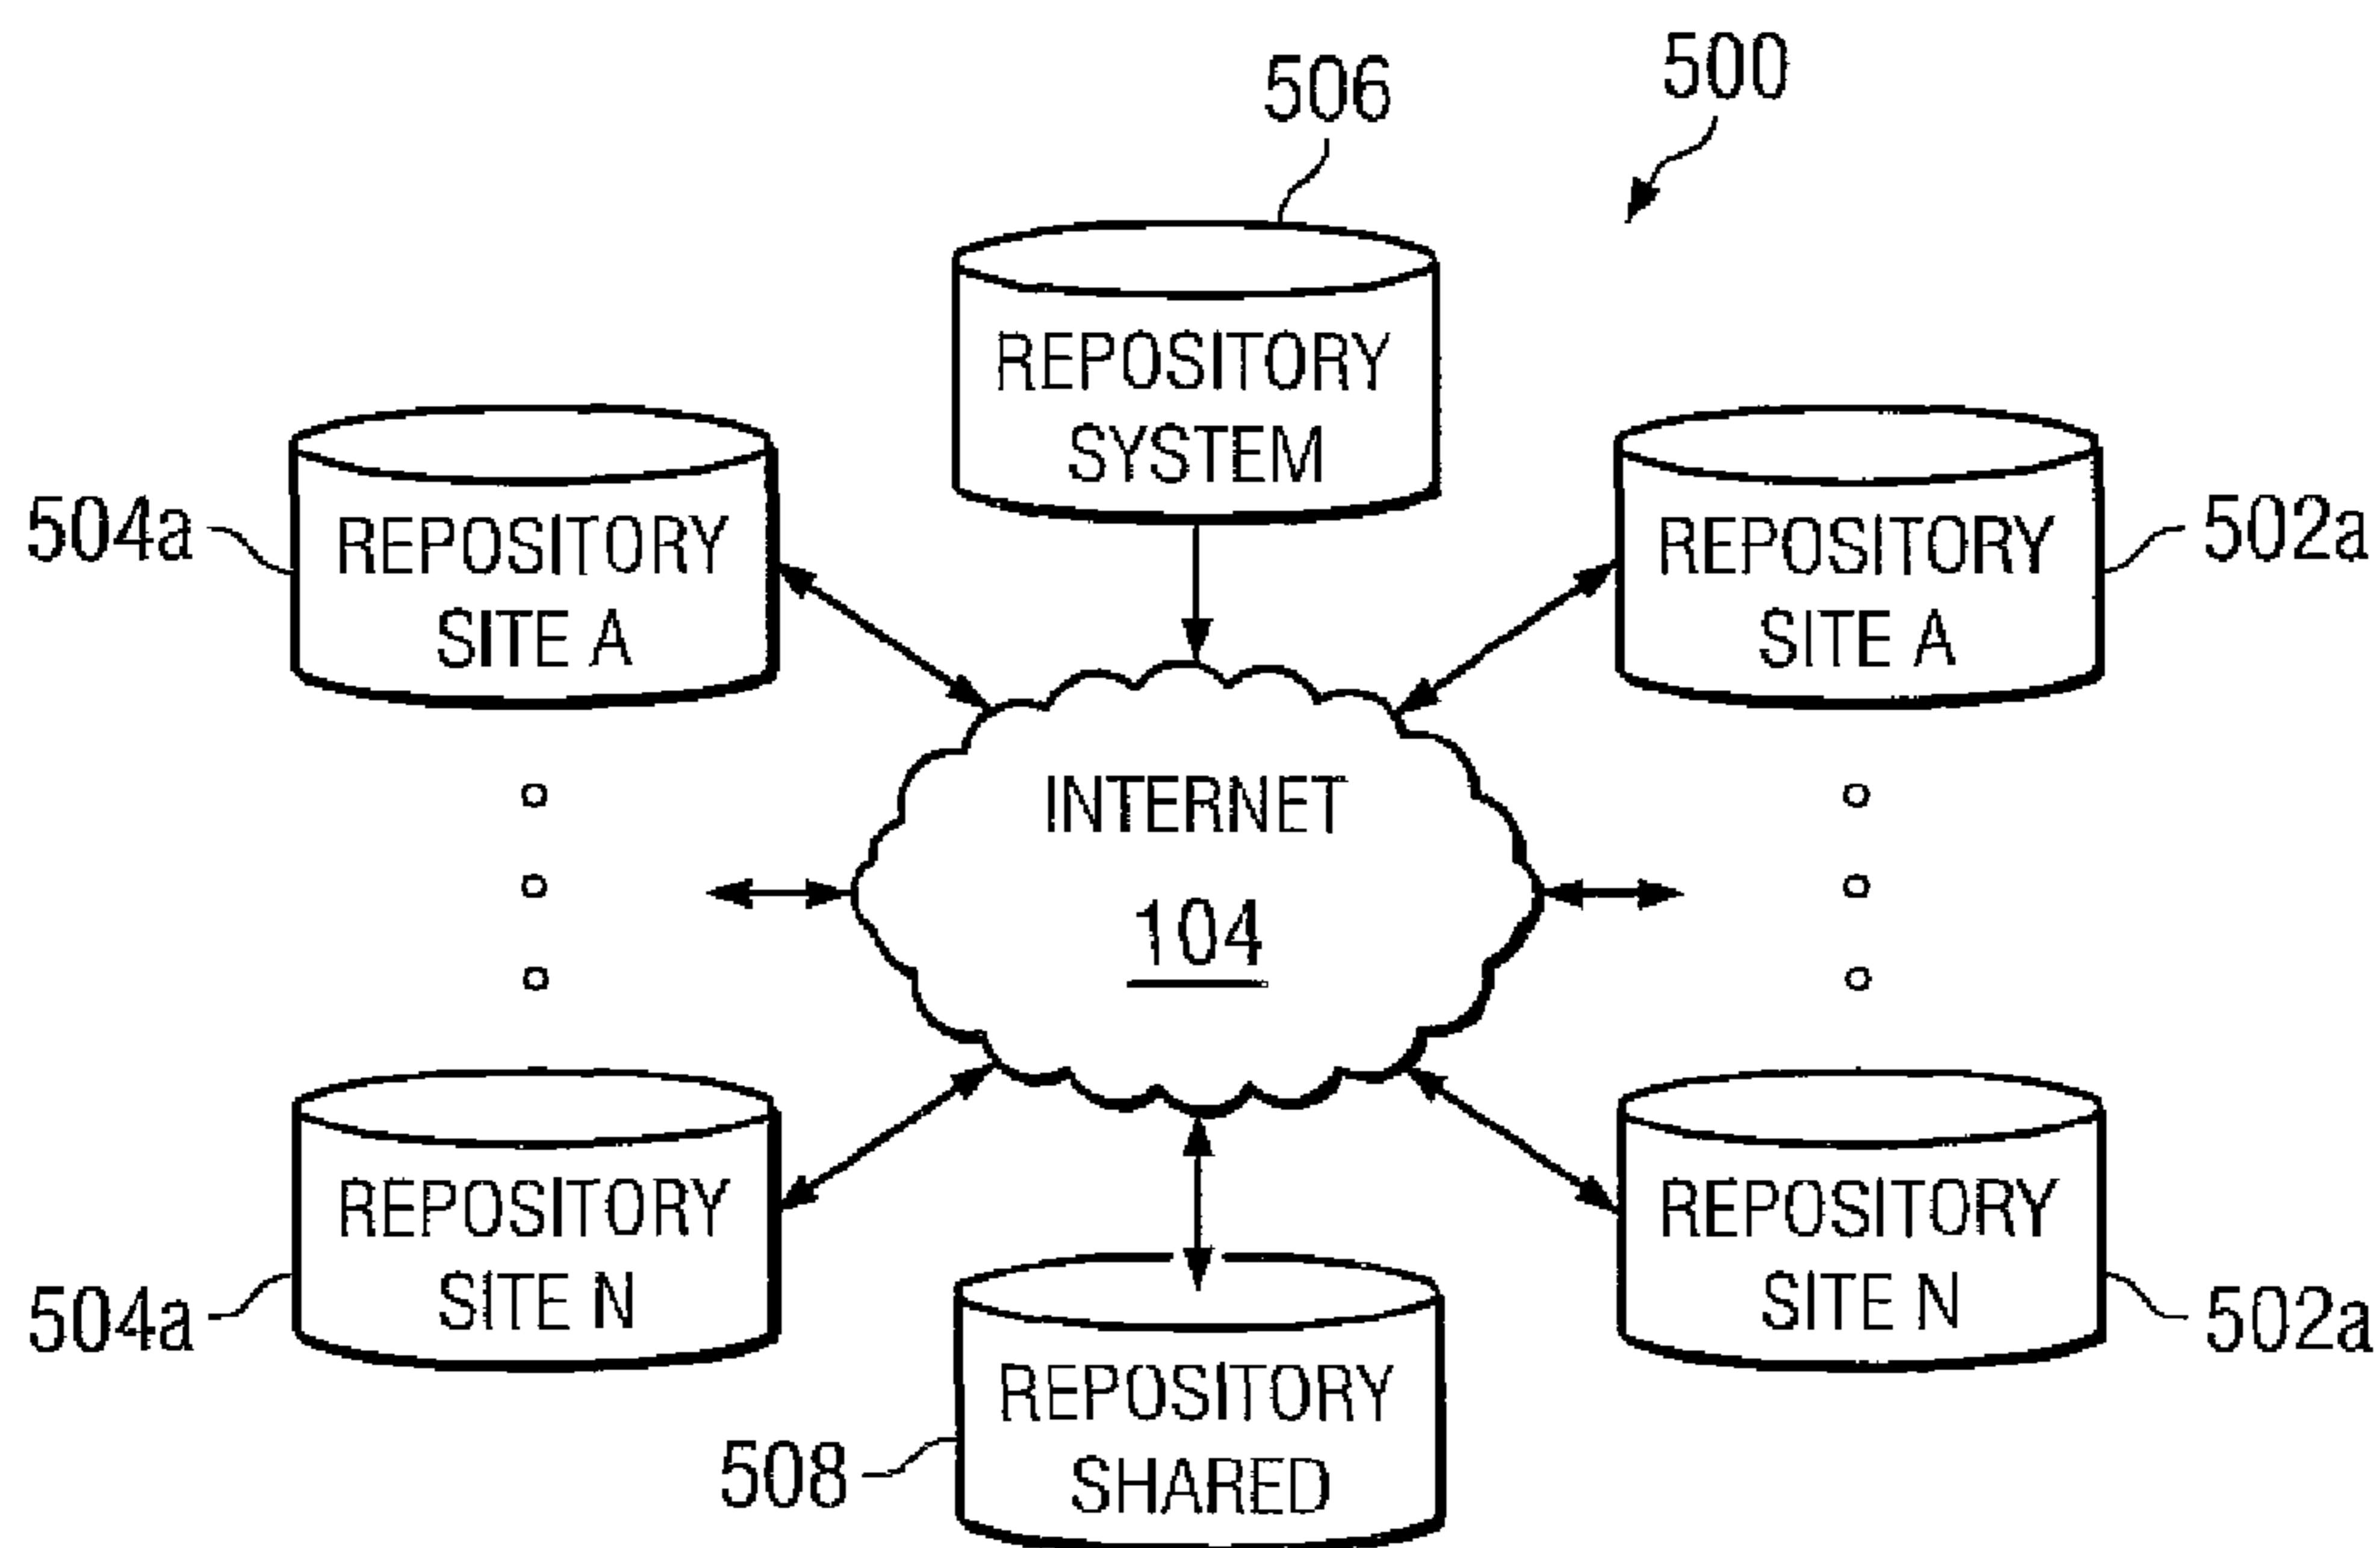 500
506
REPOSITORY
SYSTEM
504a
REPOSITORY
SITE A
502a
REPOSITORY
SITE A
INTERNET
104
504a
REPOSITORY
SITE N
502a
REPOSITORY
SITE N
508
REPOSITORY
SHARED